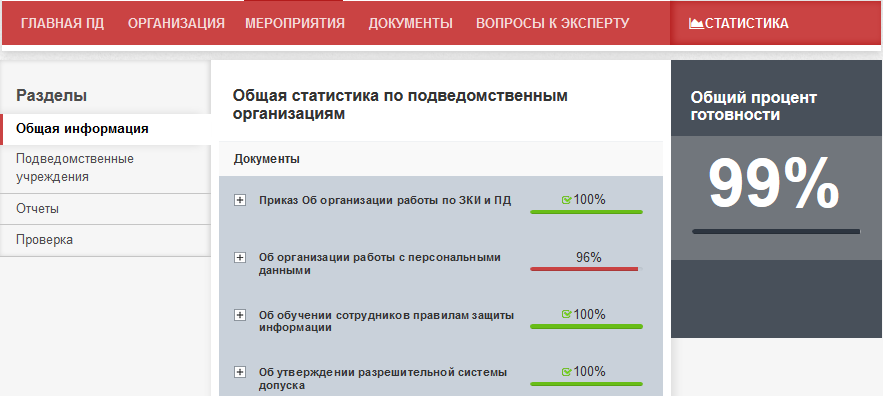 ГЛАВНАЯ ПД ОРГАНИЗАЦИЯ МЕРОПРИЯТИЯ ДОКУМЕНТЫ ВОПРОСЫ К ЭКСПЕРТУ СТАТИСТИКА
Разделы
Общая информация
Подведомственные
учреждения
Отчеты
Проверка
Общая статистика по подведомственным
организациям
Документы
Приказ Об организации работы по ЗКИ и ПД 100%
Об организации работы с персональными 96%
данными
Об обучении сотрудников правилам защиты 100%
информации
Об утверждении разрешительной системы 100%
допуска
Общий процент
готовности
99%